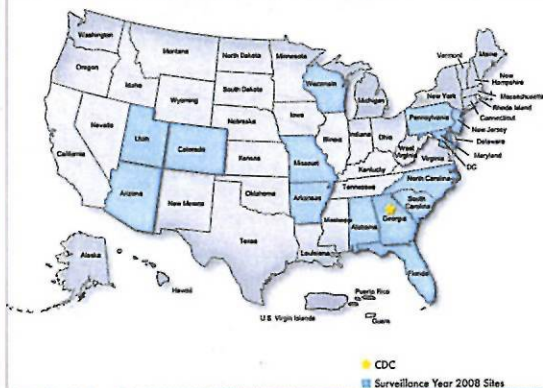 Washington
Montana
North Dakota
Minnesota
Vermont
Maine
Oregon
Idaho
South Dakota
Wisconsin
Michigan
New York
New
Hampshire
Massachusetts
Rhode Island
Connecticut
Wyoming
Nebraska
Iowa
Pennsylvania
New Jersey
Nevada
Utah
Colorado
Kansas
Missouri
Illinois
Indiana
Ohio
West
Virginia
Virginia
Delaware
Maryland
DC
California
Kentucky
North Carolina
Arizona
New Mexico
Oklahoma
Arkansas
Tennessee
South
Carolina
Texas
Louisiana
Mississippi
Alabama
Georgia
Florida
Alaska
Hawaii
U.S. Virgin Islands
Puerto Rico
Guam
CDC
Surveillance Year 2008 Sites